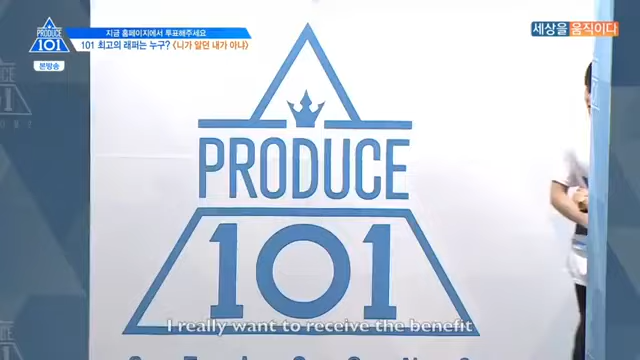 PRODUCE
101
지금 홈페이지에서 투표해주세요
101 최고의 래퍼는 누구? <니가 알던 내가 아냐>
본방송
세상을 움직이다
PRODUCE
101
I really want to receive the benefit